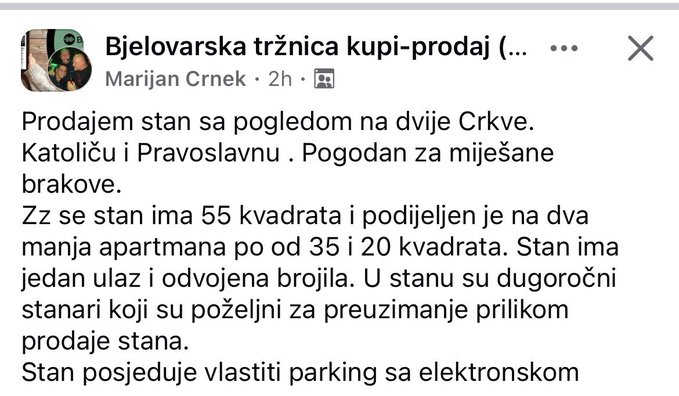 Bjelovarska tržnica kupi-prodaj (...
Marijan Crnek · 2h ·
Prodajem stan sa pogledom na dvije Crkve.
Katoliču i Pravoslavnu . Pogodan za miješane
brakove.
Zz se stan ima 55 kvadrata i podijeljen je na dva
manja apartmana po od 35 i 20 kvadrata. Stan ima
jedan ulaz i odvojena brojila. U stanu su dugoročni
stanari koji su poželjni za preuzimanje prilikom
prodaje stana.
Stan posjeduje vlastiti parking sa elektronskom